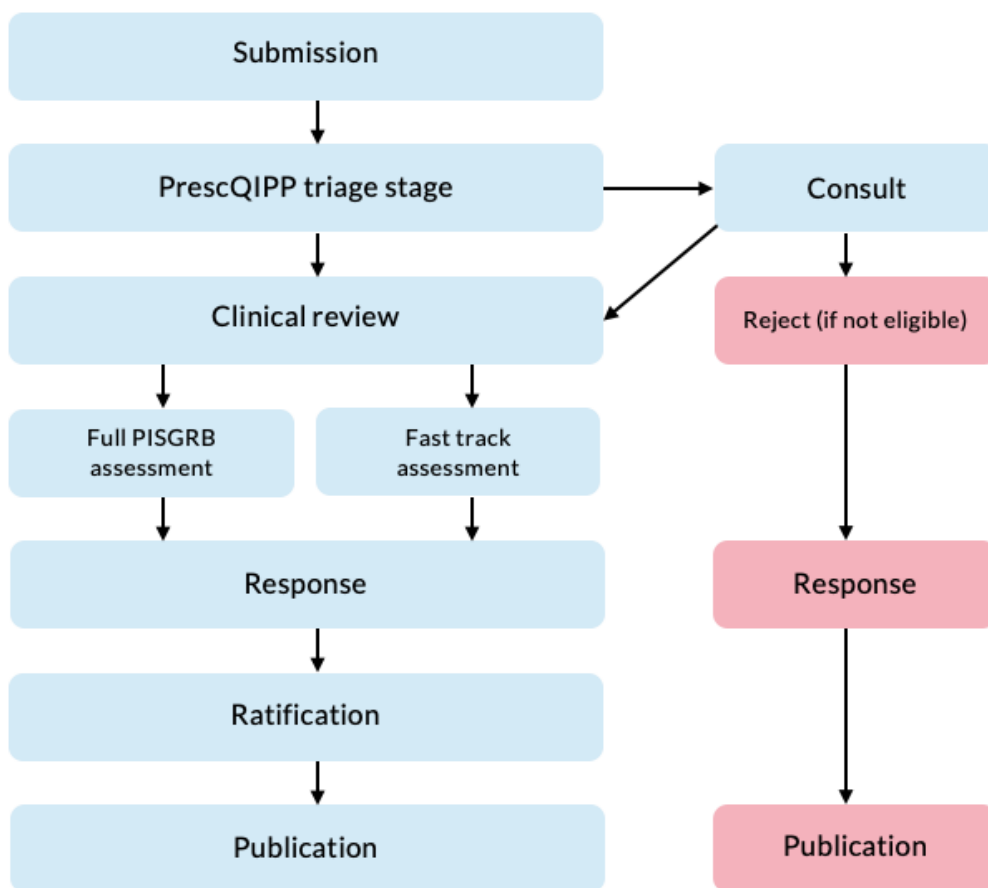 Submission
PrescQIPP triage stage
Consult
Clinical review
Reject (if not eligible)
Full PISGRB
assessment
Fast track
assessment
Response
Response
Ratification
Publication
Publication